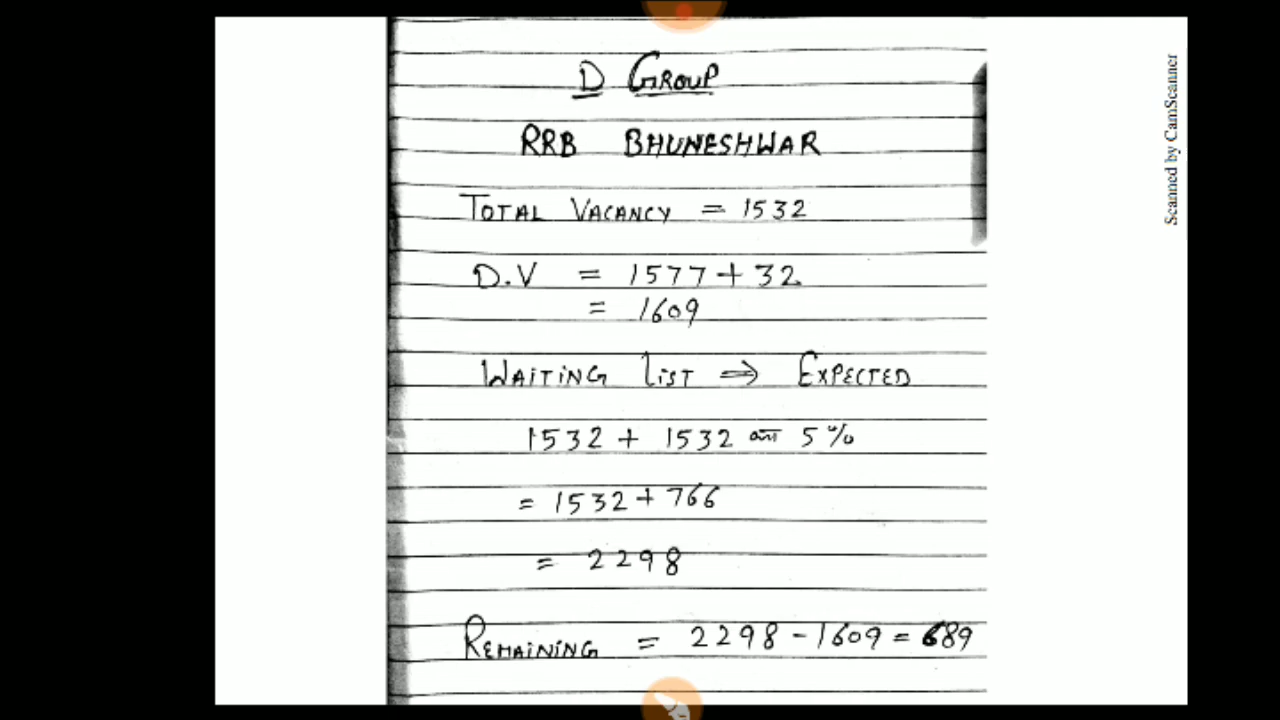 D GROUP
RRB BHUNESHWAR
TOTAL VACANCY = 1532
D.V = 1577 + 32
= 1609
WAITING LIST ⇒ EXPECTED
1532 + 1532 का 5%
= 1532 + 766
= 2298
REMAINING = 2298 - 1609 = 689
Scanned by CamScanner